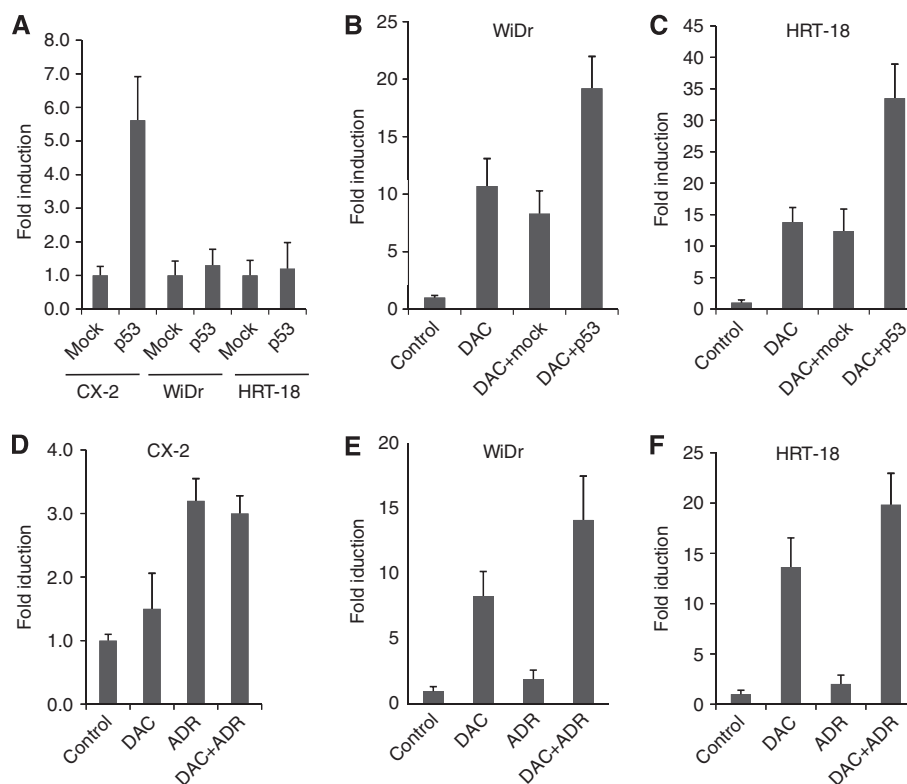 A
8.0
7.0
6.0
5.0
4.0
3.0
2.0
1.0
0.0
Fold induction
Mock
p53
Mock
p53
Mock
p53
CX-2
WiDr
HRT-18
B
WiDr
25
20
15
10
5
0
Fold induction
Control
DAC
DAC+mock
DAC+p53
C
HRT-18
45
40
35
30
25
20
15
10
5
0
Fold induction
Control
DAC
DAC+mock
DAC+p53
D
CX-2
4.0
3.0
2.0
1.0
0.0
Fold iduction
Control
DAC
ADR
DAC+ADR
E
WiDr
20
15
10
5
0
Fold iduction
Control
DAC
ADR
DAC+ADR
F
HRT-18
25
20
15
10
5
0
Fold iduction
Control
DAC
ADR
DAC+ADR